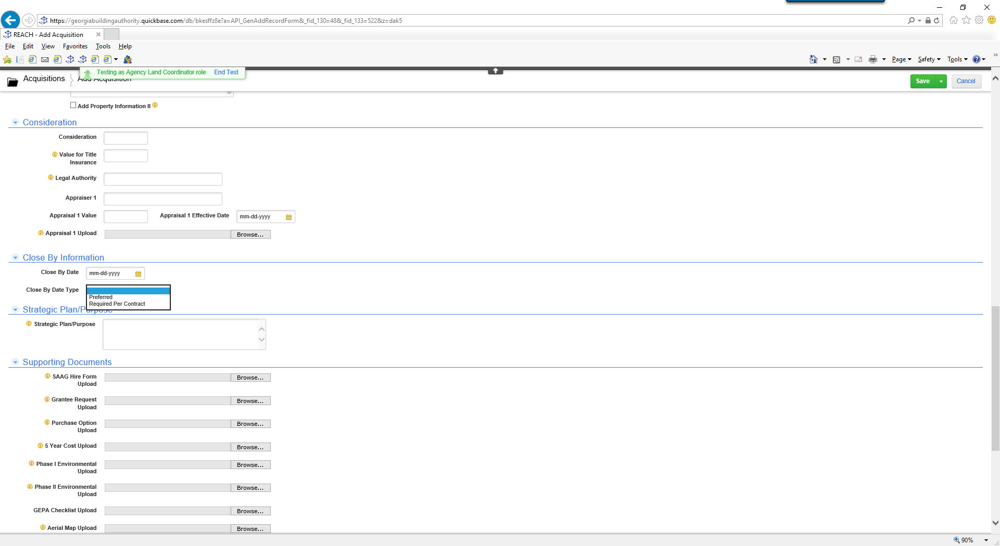 https://georgiabuildingauthority.quickbase.com/db/bkesffz8e?a=API_GenAddRecordForm&_fid_130=48&_fid_133=522&z=dak5
REACH - Add Acquisition
File Edit View Favorites Tools Help
Page Safety Tools
Testing as Agency Land Coordinator role End Test
Acquisitions Add Acquisition
Save Cancel
Add Property Information II
Consideration
Consideration
Value for Title
Insurance
Legal Authority
Appraiser 1
Appraisal 1 Value Appraisal 1 Effective Date mm-dd-yyyy
Appraisal 1 Upload Browse...
Close By Information
Close By Date mm-dd-yyyy
Close By Date Type
Preferred
Required Per Contract
Strategic Plan/Purpose
Strategic Plan/Purpose
Supporting Documents
SAAG Hire Form
Upload Browse...
Grantee Request
Upload Browse...
Purchase Option
Upload Browse...
5 Year Cost Upload Browse...
Phase I Environmental
Upload Browse...
Phase II Environmental
Upload Browse...
GEPA Checklist Upload Browse...
Aerial Map Upload Browse...
90%